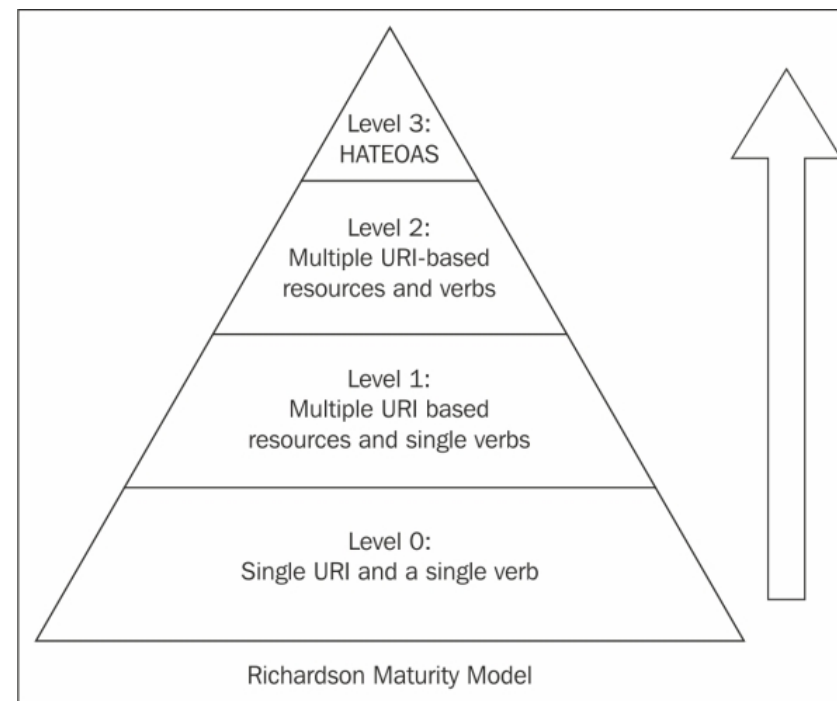 Level 3:
HATEOAS
Level 2:
Multiple URI-based
resources and verbs
Level 1:
Multiple URI based
resources and single verbs
Level 0:
Single URI and a single verb
Richardson Maturity Model